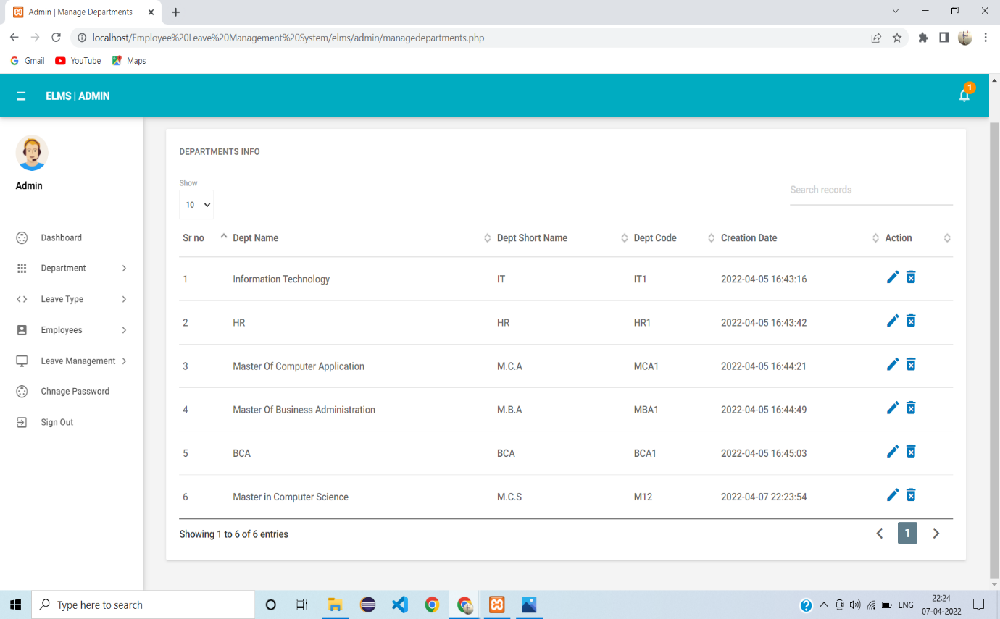 Admin | Manage Departments
localhost/Employee%20Leave%20Management%20System/elms/admin/managedepartments.php
Gmail YouTube Maps
ELMS | ADMIN
1
Admin
Dashboard
Department
Leave Type
Employees
Leave Management
Chnage Password
Sign Out
DEPARTMENTS INFO
Show
10
Search records
Sr no Dept Name Dept Short Name Dept Code Creation Date Action
1 Information Technology IT IT1 2022-04-05 16:43:16
2 HR HR HR1 2022-04-05 16:43:42
3 Master Of Computer Application M.C.A MCA1 2022-04-05 16:44:21
4 Master Of Business Administration M.B.A MBA1 2022-04-05 16:44:49
5 BCA BCA BCA1 2022-04-05 16:45:03
6 Master in Computer Science M.C.S M12 2022-04-07 22:23:54
Showing 1 to 6 of 6 entries
1
Type here to search
ENG
22:24
07-04-2022